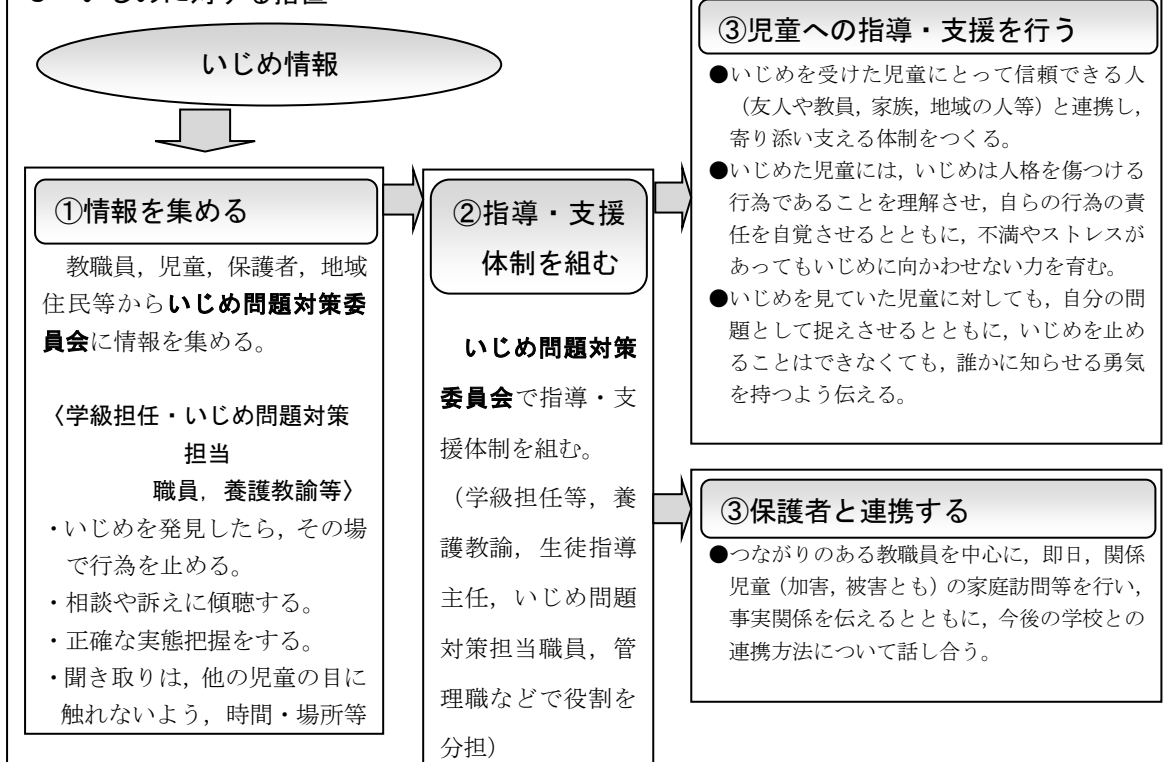 いじめ情報
①情報を集める
教職員，児童，保護者，地域
住民等からいじめ問題対策委
員会に情報を集める。
〈学級担任・いじめ問題対策
担当
職員，養護教諭等〉
・いじめを発見したら，その場
で行為を止める。
・相談や訴えに傾聴する。
・正確な実態把握をする。
・聞き取りは，他の児童の目に
触れないよう，時間・場所等
②指導・支援
体制を組む
いじめ問題対策
委員会で指導・支
援体制を組む。
（学級担任等，養
護教諭，生徒指導
主任，いじめ問題
対策担当職員，管
理職などで役割を
分担）
③児童への指導・支援を行う
●いじめを受けた児童にとって信頼できる人
（友人や教員，家族，地域の人等）と連携し，
寄り添い支える体制をつくる。
●いじめた児童には，いじめは人格を傷つける
行為であることを理解させ，自らの行為の責
任を自覚させるとともに，不満やストレスが
あってもいじめに向かわせない力を育む。
●いじめを見ていた児童に対しても，自分の問
題として捉えさせるとともに，いじめを止め
ることはできなくても，誰かに知らせる勇気
を持つよう伝える。
③保護者と連携する
●つながりのある教職員を中心に，即日，関係
児童（加害，被害とも）の家庭訪問等を行い，
事実関係を伝えるとともに，今後の学校との
連携方法について話し合う。